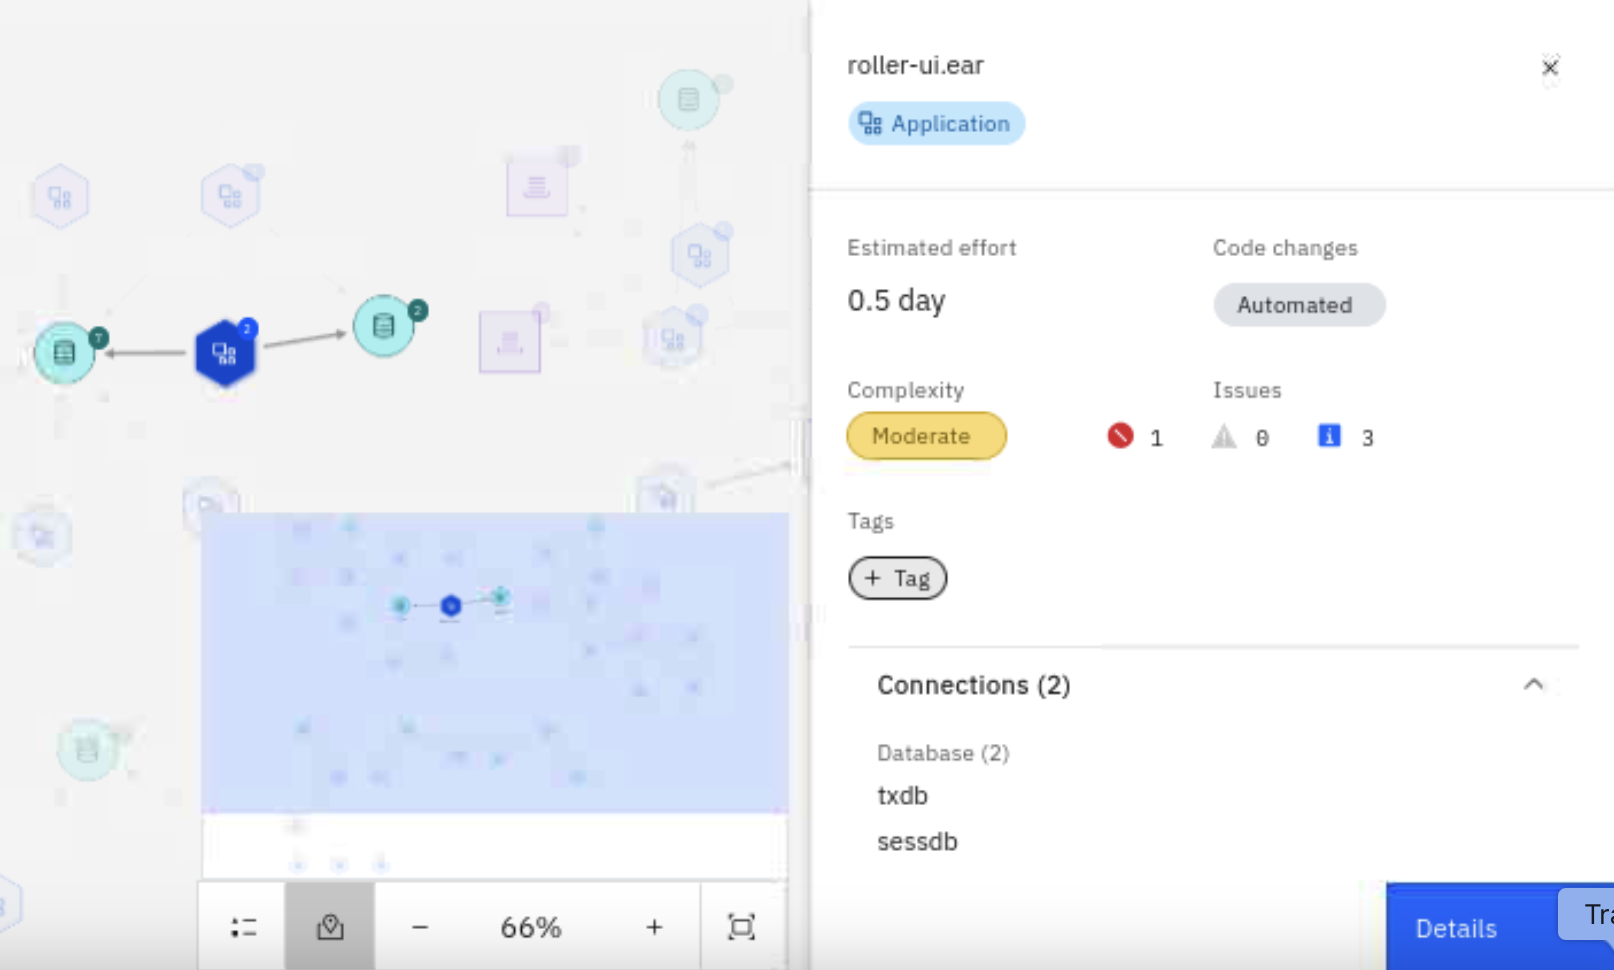 roller-ui.ear
Application
Estimated effort
0.5 day
Code changes
Automated
Complexity
Moderate
Issues
1
0
3
Tags
+ Tag
Connections (2)
Database (2)
txdb
sessdb
7
2
2
66%
Details